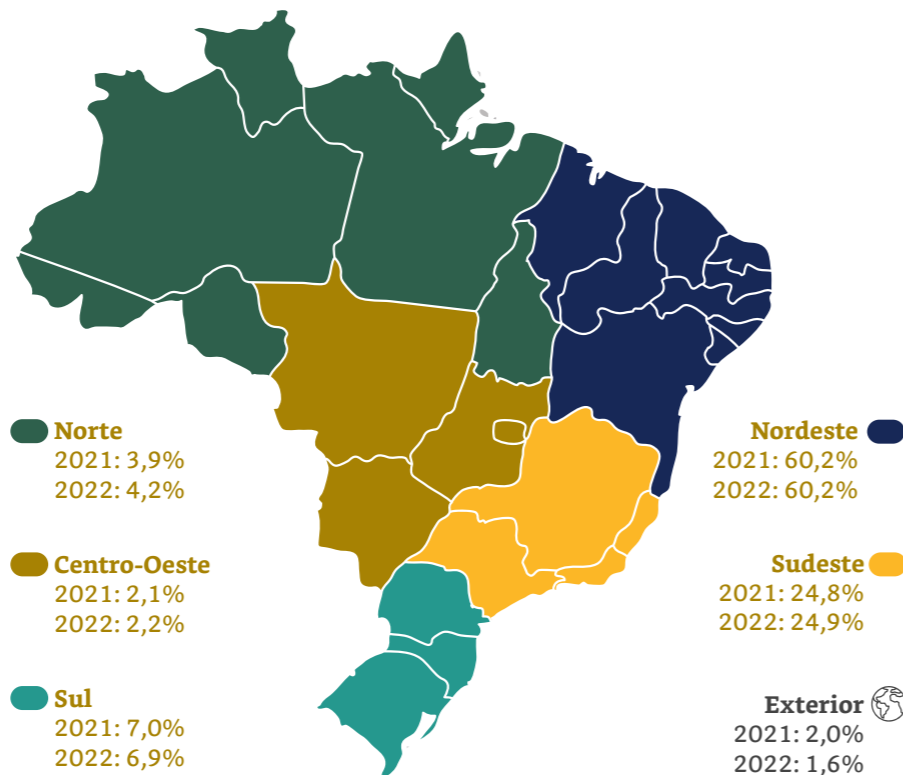 Norte
2021: 3,9%
2022: 4,2%
Centro-Oeste
2021: 2,1%
2022: 2,2%
Sul
2021: 7,0%
2022: 6,9%
Nordeste
2021: 60,2%
2022: 60,2%
Sudeste
2021: 24,8%
2022: 24,9%
Exterior
2021: 2,0%
2022: 1,6%